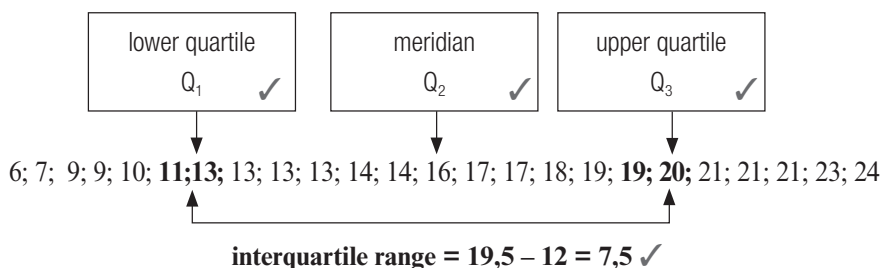 lower quartile
Q₁ ✓
meridian
Q₂ ✓
upper quartile
Q₃ ✓
6; 7; 9; 9; 10; 11;13; 13; 13; 13; 14; 14; 16; 17; 17; 18; 19; 19; 20; 21; 21; 21; 23; 24
interquartile range = 19,5 – 12 = 7,5 ✓